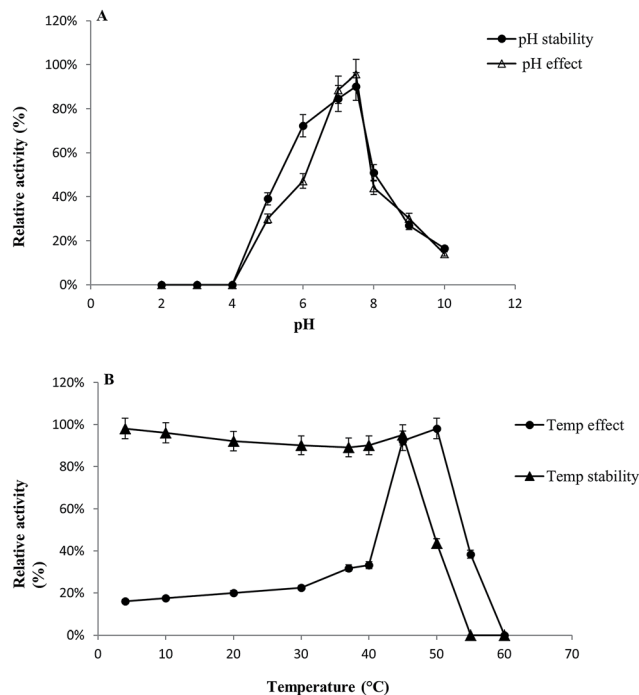 A
120%
100%
80%
60%
40%
20%
0%
0 2 4 6 8 10 12
pH
Relative activity (%)
pH stability
pH effect
B
120%
100%
80%
60%
40%
20%
0%
0 10 20 30 40 50 60 70
Temperature (°C)
Relative activity
(%)
Temp effect
Temp stability